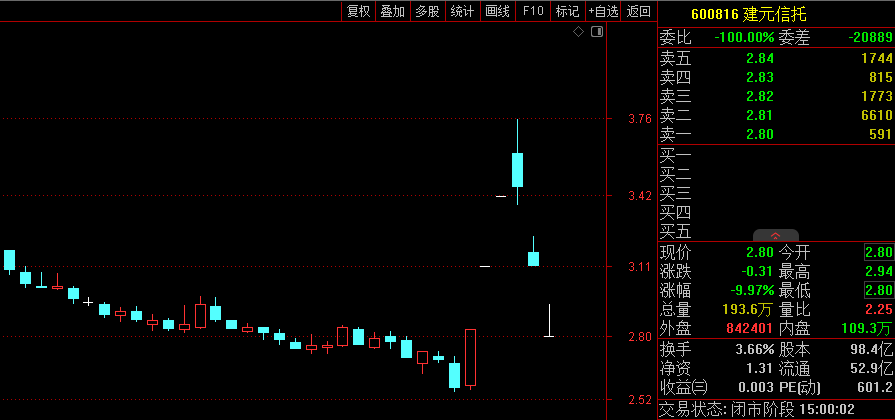 复权 叠加 多股 统计 画线 F10 标记 +自选 返回
600816 建元信托
委比 -100.00% 委差 -20889
卖五 2.84 1744
卖四 2.83 815
卖三 2.82 1773
卖二 2.81 6610
卖一 2.80 591
买一
买二
买三
买四
买五
现价 2.80 今开 2.80
涨跌 -0.31 最高 2.94
涨幅 -9.97% 最低 2.80
总量 193.6万 量比 2.25
外盘 842401 内盘 109.3万
换手 3.66% 股本 98.4亿
净资 1.31 流通 52.9亿
收益㈢ 0.003 PE(动) 601.2
交易状态: 闭市阶段 15:00:02
3.76
3.42
3.11
2.80
2.52